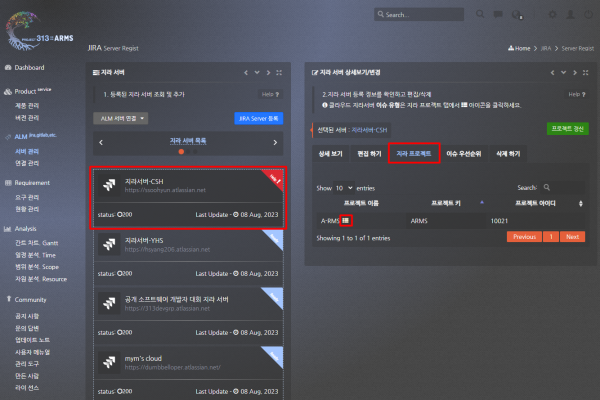 313 ARMS
Search...
JIRA Server Regist
Home > JIRA > Server Regist
Dashboard
Product service
제품 관리
버전 관리
ALM jira,gitlab,etc.
서버 관리
연결 관리
Requirement
요구 관리
현황 관리
Analysis
간트 차트. Gantt
일정 분석. Time
범위 분석. Scope
자원 분석. Resource
Community
공지 사항
문의 답변
업데이트 노트
사용자 메뉴얼
관리 도구
만든 사람
라이 선스
지라 서버
1. 등록된 지라 서버 조회 및 추가
Help ?
ALM 서버 연결
JIRA Server 등록
지라 서버 목록
지라서버-CSH
status: 200
Last Update - 08 Aug, 2023
지라서버-YHS
status: 200
Last Update - 08 Aug, 2023
공개 소프트웨어 개발자 대회 지라 서버
https://313devgrp.atlassian.net/
status: 200
Last Update - 08 Aug, 2023
mym's cloud
https://dumbbelloper.atlassian.net/
status: 200
Last Update - 08 Aug, 2023
지라 서버 상세보기/변경
2.지라 서버 등록 정보를 확인하고 편집/삭제
클라우드 지라서버 이슈 유형은 지라 프로젝트 탭에서 아이콘을 클릭하세요.
Help ?
선택된 서버 : 지라서버-CSH
프로젝트 갱신
상세 보기
편집 하기
지라 프로젝트
이슈 우선순위
삭제 하기
Show 10 entries
Search:
프로젝트 이름
프로젝트 키
프로젝트 아이디
A-RMS
ARMS
10021
Showing 1 to 1 of 1 entries
Previous
1
Next